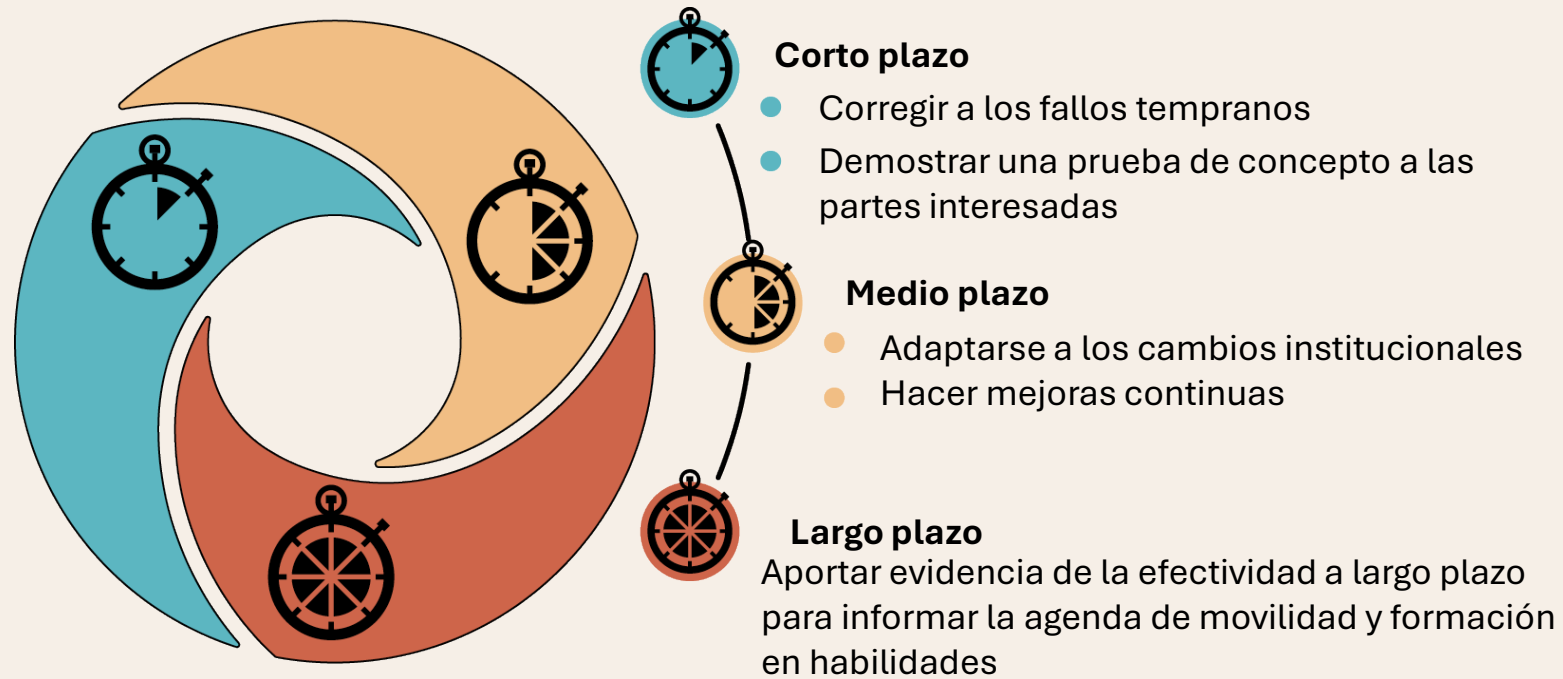 Corto plazo
Corregir a los fallos tempranos
Demostrar una prueba de concepto a las
partes interesadas
Medio plazo
Adaptarse a los cambios institucionales
Hacer mejoras continuas
Largo plazo
Aportar evidencia de la efectividad a largo plazo
para informar la agenda de movilidad y formación
en habilidades